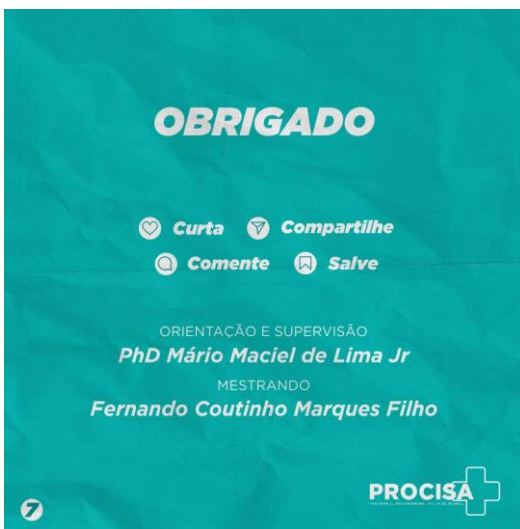 OBRIGADO
Curta Compartilhe
Comente Salve
ORIENTAÇÃO E SUPERVISÃO
PhD Mário Maciel de Lima Jr
MESTRANDO
Fernando Coutinho Marques Filho
PROCISA
7